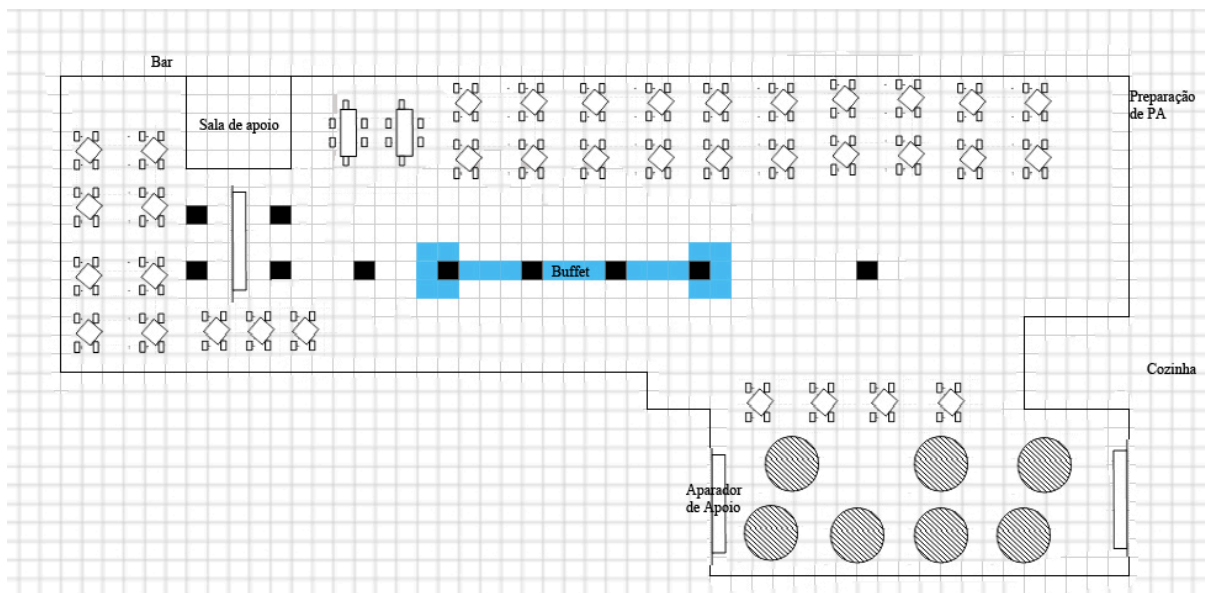 Bar
Sala de apoio
Preparação
de PA
Buffet
Cozinha
Aparador
de Apoio